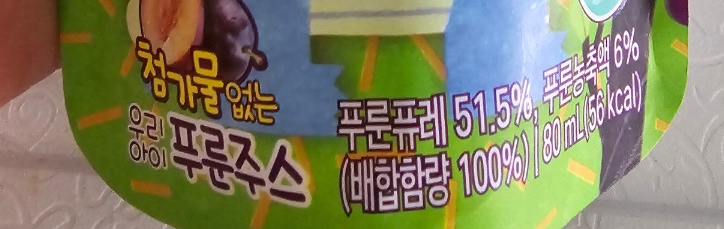 첨가물 없는
우리
아이 푸룬주스
푸룬퓨레 51.5%, 푸룬농축액 6%
(배합함량 100%) | 80 mL(56 kcal)